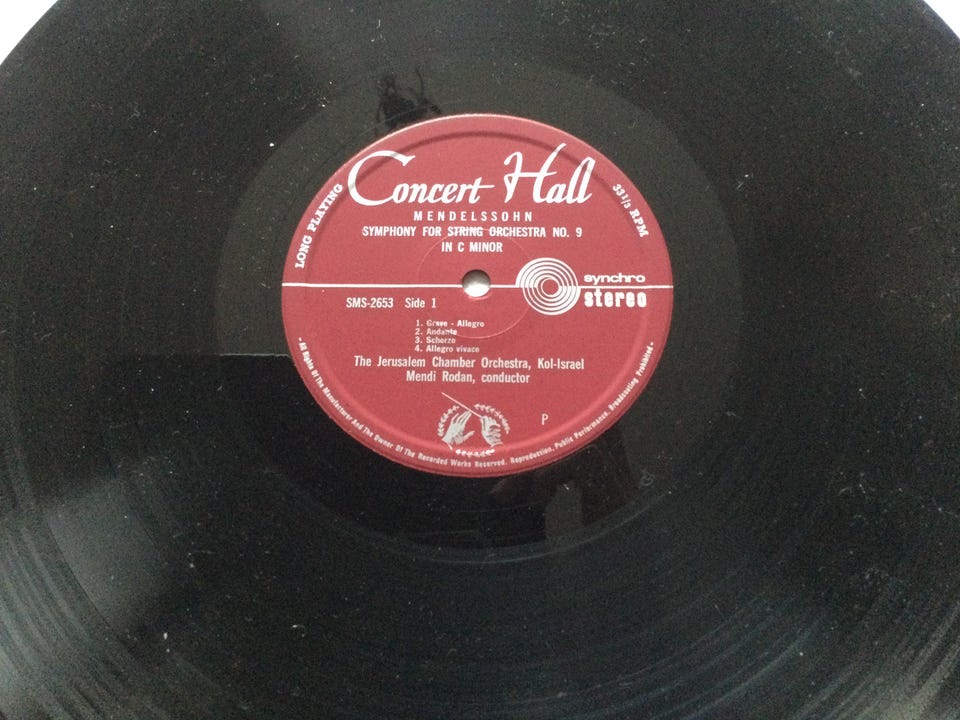 Concert Hall
LONG PLAYING
33 1/3 RPM
MENDELSSOHN
SYMPHONY FOR STRING ORCHESTRA NO. 9
IN C MINOR
synchro
stereo
SMS-2653 Side 1
1. Grave - Allegro
2. Andante
3. Scherzo
4. Allegro vivace
The Jerusalem Chamber Orchestra, Kol-Israel
Mendi Rodan, conductor
P
- All Rights Of The Manufacturer And The Owner Of The Recorded Works Reserved. Reproduction. Public Performance. Broadcasting Prohibited -